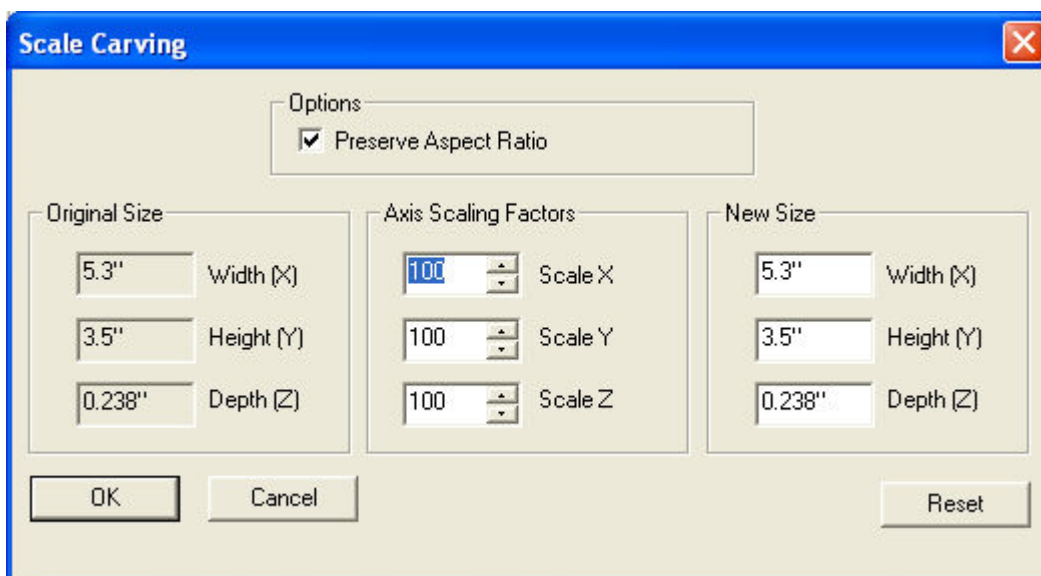 Scale Carving
Options
Preserve Aspect Ratio
Original Size
5.3" Width (X)
3.5" Height (Y)
0.238" Depth (Z)
Axis Scaling Factors
100 Scale X
100 Scale Y
100 Scale Z
New Size
5.3" Width (X)
3.5" Height (Y)
0.238" Depth (Z)
OK Cancel Reset